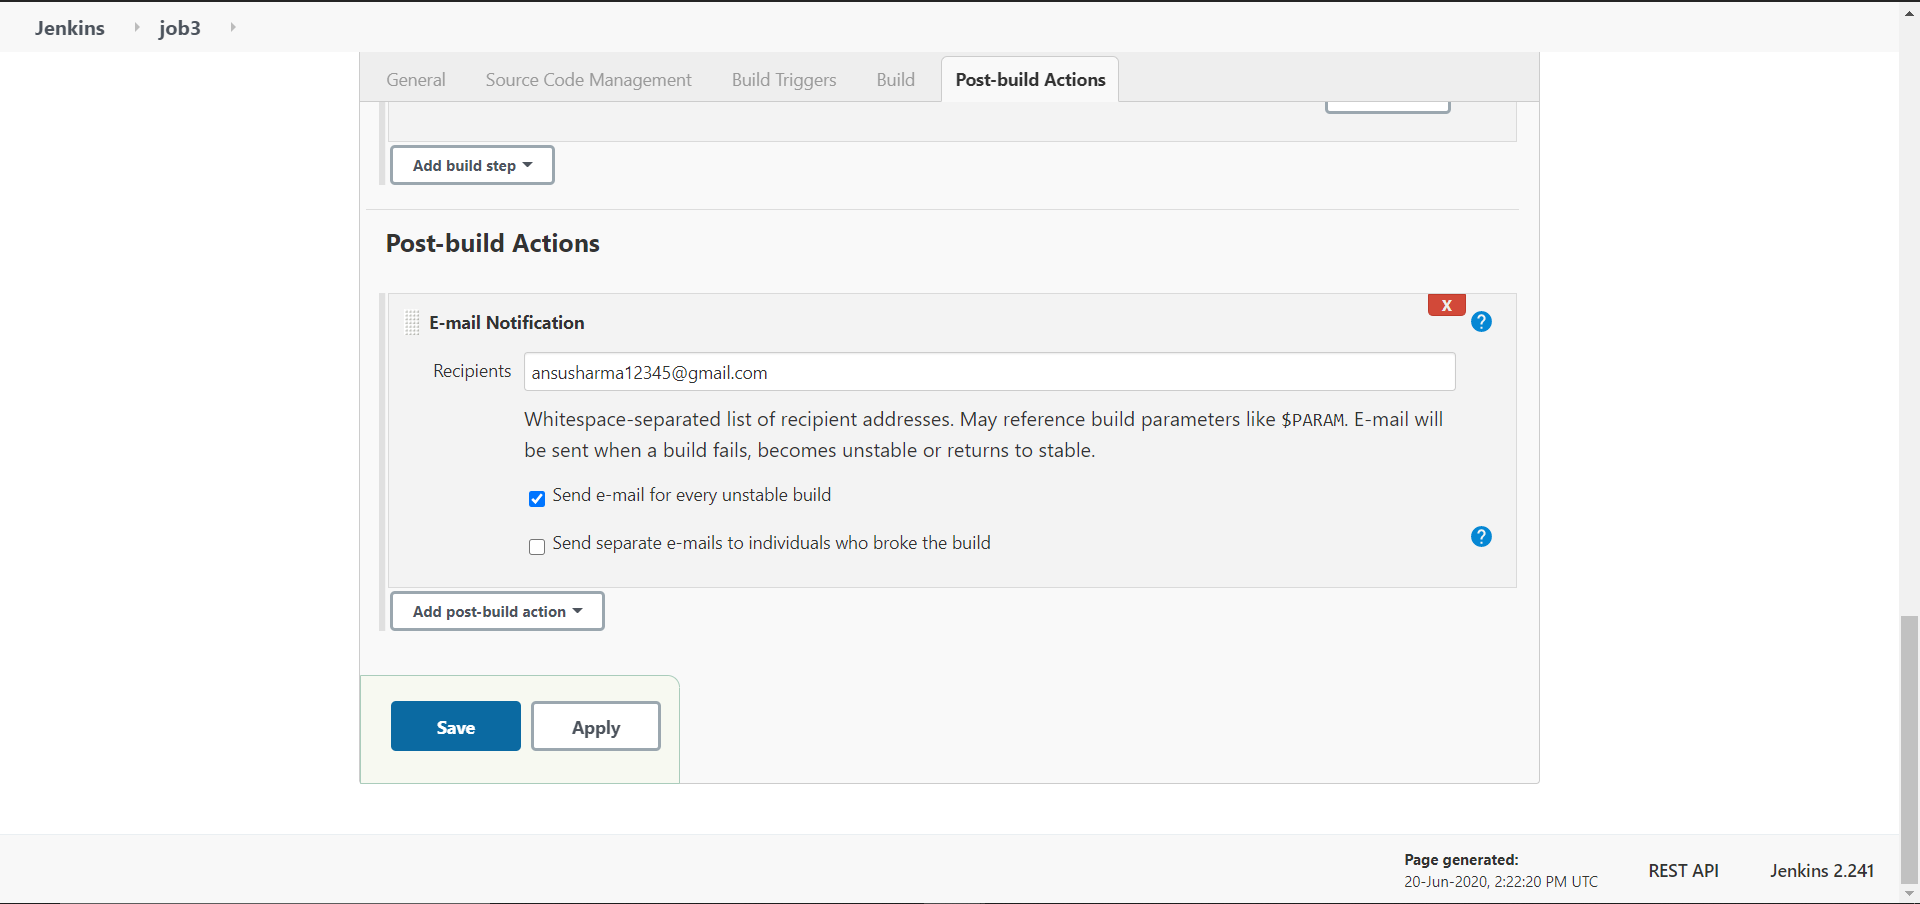 Jenkins job3
General Source Code Management Build Triggers Build Post-build Actions
Add build step
Post-build Actions
X
E-mail Notification ?
Recipients ansusharma12345@gmail.com
Whitespace-separated list of recipient addresses. May reference build parameters like $PARAM. E-mail will
be sent when a build fails, becomes unstable or returns to stable.
Send e-mail for every unstable build
Send separate e-mails to individuals who broke the build ?
Add post-build action
Save Apply
Page generated:
20-Jun-2020, 2:22:20 PM UTC
REST API Jenkins 2.241